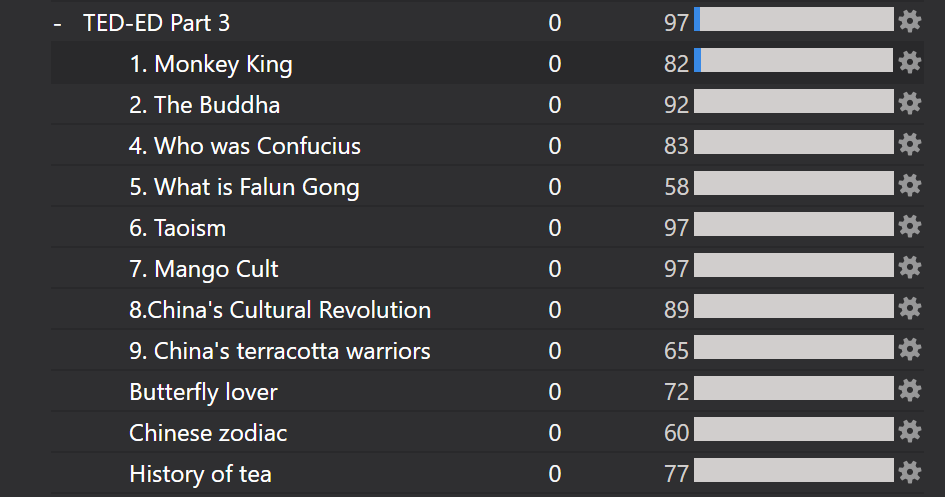 - TED-ED Part 3 0 97
1. Monkey King 0 82
2. The Buddha 0 92
4. Who was Confucius 0 83
5. What is Falun Gong 0 58
6. Taoism 0 97
7. Mango Cult 0 97
8.China's Cultural Revolution 0 89
9. China's terracotta warriors 0 65
Butterfly lover 0 72
Chinese zodiac 0 60
History of tea 0 77